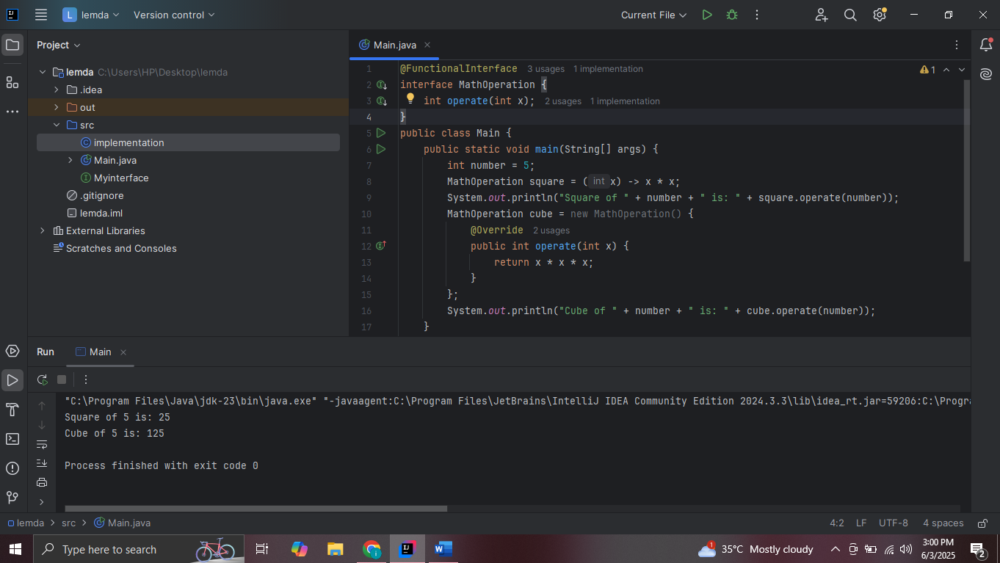 L lemda Version control Current File
Project
Main.java
lemda C:\Users\HP\Desktop\lemda
.idea
out
src
implementation
Main.java
Myinterface
.gitignore
lemda.iml
External Libraries
Scratches and Consoles
1 @FunctionalInterface 3 usages 1 implementation
2 interface MathOperation {
3 int operate(int x); 2 usages 1 implementation
4 }
5 public class Main {
6 public static void main(String[] args) {
7 int number = 5;
8 MathOperation square = ( int x) -> x * x;
9 System.out.println("Square of " + number + " is: " + square.operate(number));
10 MathOperation cube = new MathOperation() {
11 @Override 2 usages
12 public int operate(int x) {
13 return x * x * x;
14 }
15 };
16 System.out.println("Cube of " + number + " is: " + cube.operate(number));
17 }
1
Run Main
"C:\Program Files\Java\jdk-23\bin\java.exe" "-javaagent:C:\Program Files\JetBrains\IntelliJ IDEA Community Edition 2024.3.3\lib\idea_rt.jar=59206:C:\Progra
Square of 5 is: 25
Cube of 5 is: 125
Process finished with exit code 0
lemda > src > Main.java 4:2 LF UTF-8 4 spaces
Type here to search
35°C Mostly cloudy
3:00 PM
6/3/2025
2